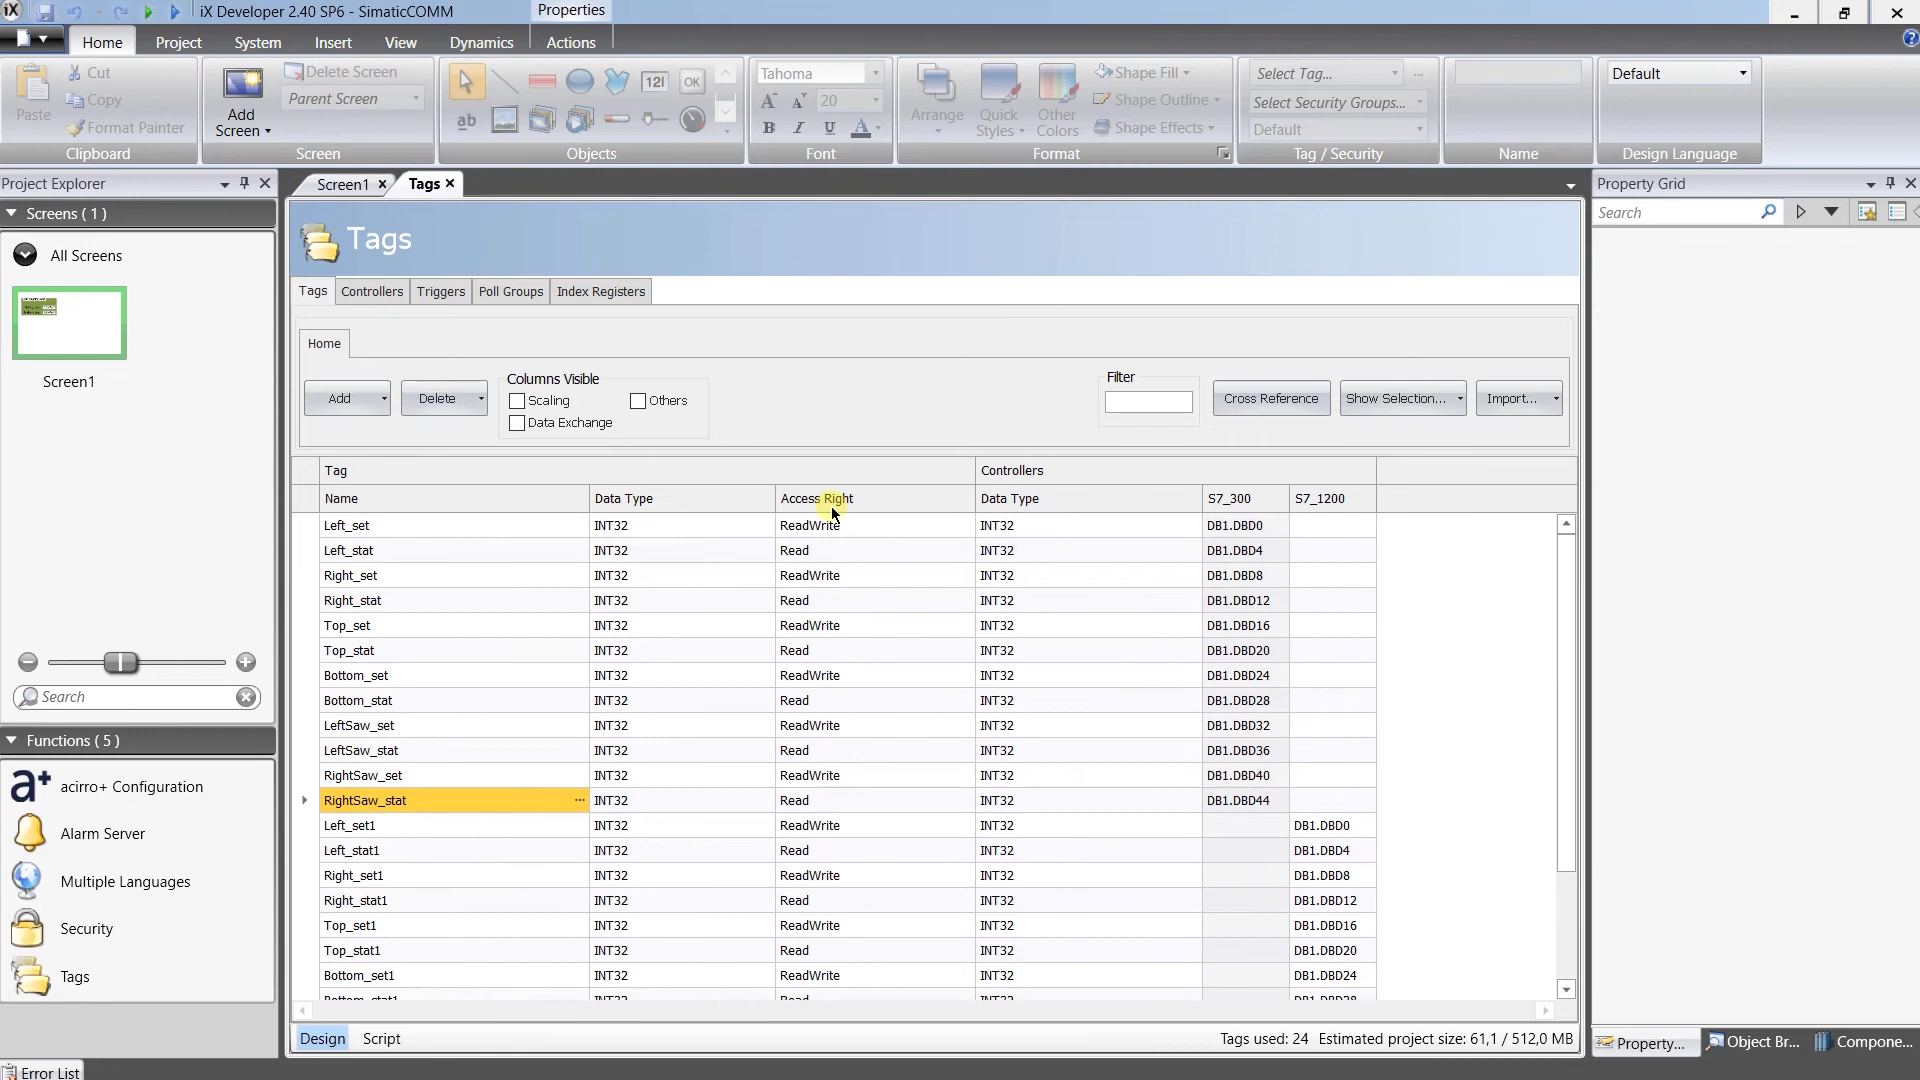 iX Developer 2.40 SP6 - SimaticCOMM
Properties
Home Project System Insert View Dynamics Actions
Paste
Cut
Copy
Format Painter
Clipboard
Add
Screen
Delete Screen
Parent Screen
Screen
12I
OK
ab
Objects
Tahoma
20
A A
B I U A
Font
Arrange
Quick
Styles
Other
Colors
Shape Fill
Shape Outline
Shape Effects
Format
Select Tag...
Select Security Groups...
Default
Tag / Security
Name
Default
Design Language
Project Explorer
Screens ( 1 )
All Screens
Screen1
Search
Functions ( 5 )
a+ acirro+ Configuration
Alarm Server
Multiple Languages
Security
Tags
Error List
Screen1 Tags
Tags
Tags Controllers Triggers Poll Groups Index Registers
Home
Add Delete
Columns Visible
Scaling Others
Data Exchange
Filter
Cross Reference Show Selection... Import...
Tag Controllers
Name Data Type Access Right Data Type S7_300 S7_1200
Left_set INT32 ReadWrite INT32 DB1.DBD0
Left_stat INT32 Read INT32 DB1.DBD4
Right_set INT32 ReadWrite INT32 DB1.DBD8
Right_stat INT32 Read INT32 DB1.DBD12
Top_set INT32 ReadWrite INT32 DB1.DBD16
Top_stat INT32 Read INT32 DB1.DBD20
Bottom_set INT32 ReadWrite INT32 DB1.DBD24
Bottom_stat INT32 Read INT32 DB1.DBD28
LeftSaw_set INT32 ReadWrite INT32 DB1.DBD32
LeftSaw_stat INT32 Read INT32 DB1.DBD36
RightSaw_set INT32 ReadWrite INT32 DB1.DBD40
RightSaw_stat ... INT32 Read INT32 DB1.DBD44
Left_set1 INT32 ReadWrite INT32 DB1.DBD0
Left_stat1 INT32 Read INT32 DB1.DBD4
Right_set1 INT32 ReadWrite INT32 DB1.DBD8
Right_stat1 INT32 Read INT32 DB1.DBD12
Top_set1 INT32 ReadWrite INT32 DB1.DBD16
Top_stat1 INT32 Read INT32 DB1.DBD20
Bottom_set1 INT32 ReadWrite INT32 DB1.DBD24
Bottom_stat1 INT32 Read INT32 DB1.DBD28
Design Script
Tags used: 24 Estimated project size: 61,1 / 512,0 MB
Property Grid
Search
Property... Object Br... Compone...